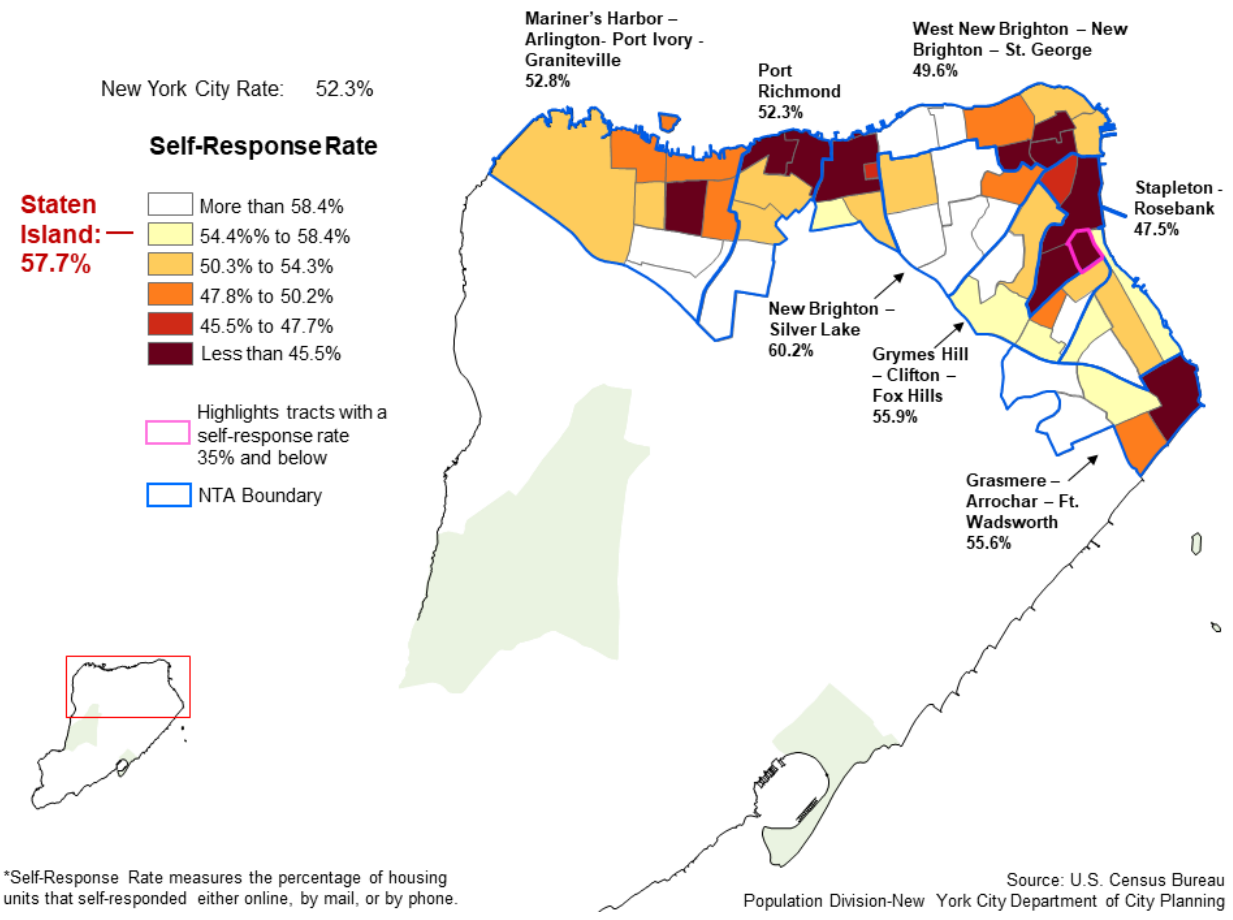 Mariner's Harbor –
Arlington- Port Ivory -
Graniteville
52.8%
Port
Richmond
52.3%
West New Brighton – New
Brighton – St. George
49.6%
New York City Rate: 52.3%
Self-Response Rate
Staten
Island:
57.7%
More than 58.4%
54.4%% to 58.4%
50.3% to 54.3%
47.8% to 50.2%
45.5% to 47.7%
Less than 45.5%
Highlights tracts with a
self-response rate
35% and below
NTA Boundary
Stapleton -
Rosebank
47.5%
New Brighton –
Silver Lake
60.2%
Grymes Hill
– Clifton –
Fox Hills
55.9%
Grasmere –
Arrochar – Ft.
Wadsworth
55.6%
*Self-Response Rate measures the percentage of housing
units that self-responded either online, by mail, or by phone.
Source: U.S. Census Bureau
Population Division-New York City Department of City Planning